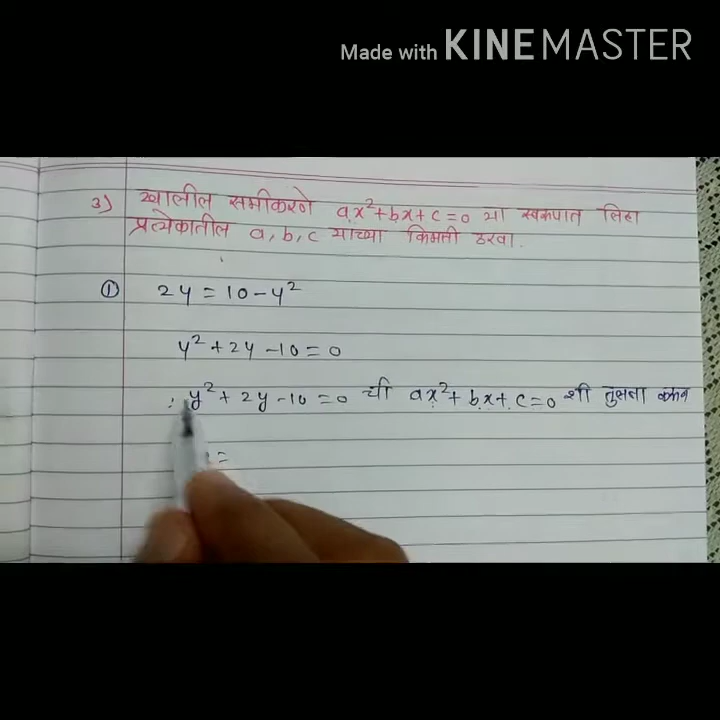 Made with KINEMASTER
3) खालील समीकरणे ax²+bx+c=0 या स्वरूपात लिहा
प्रत्येकातील a, b, c यांच्या किमती ठरवा.
① 2y = 10-y²
y²+2y-10=0
∴ y²+2y-10=0 ची ax²+bx+c=0 शी तुलना करून
=